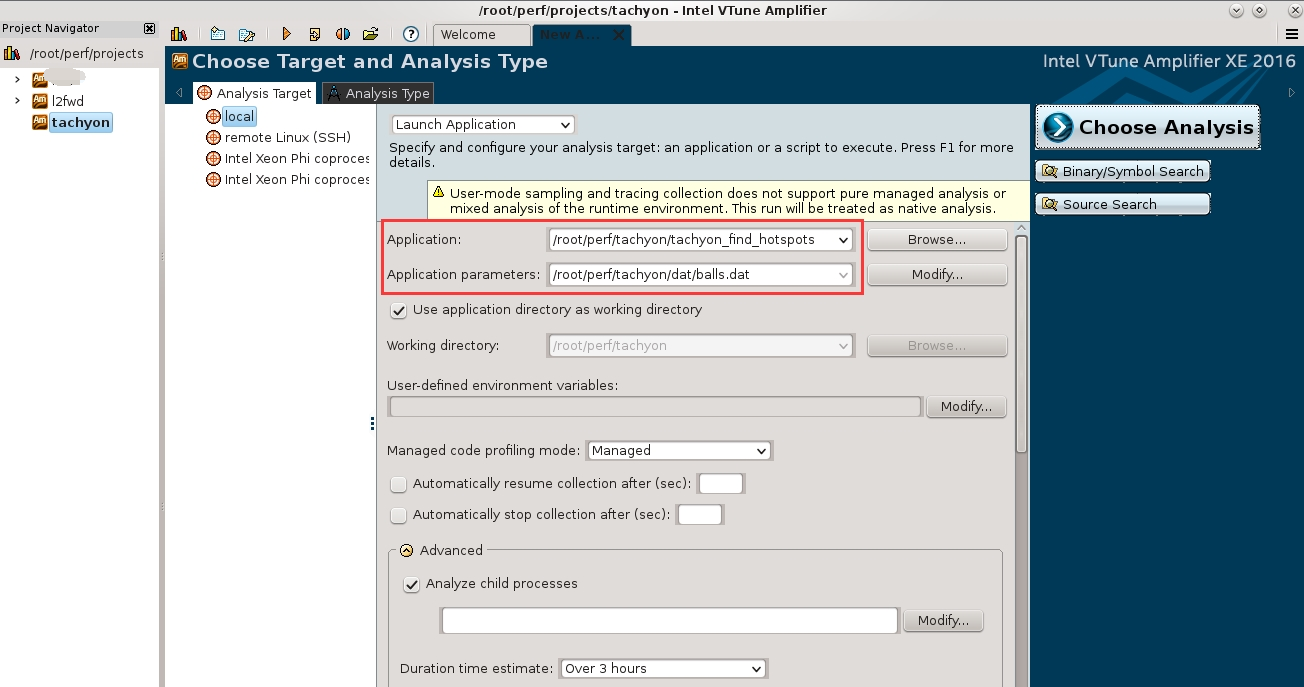 /root/perf/projects/tachyon - Intel VTune Amplifier
Project Navigator
/root/perf/projects
l2fwd
tachyon
Welcome
New A...
Choose Target and Analysis Type
Intel VTune Amplifier XE 2016
Analysis Target
Analysis Type
local
remote Linux (SSH)
Intel Xeon Phi coproces
Intel Xeon Phi coproces
Launch Application
Specify and configure your analysis target: an application or a script to execute. Press F1 for more
details.
User-mode sampling and tracing collection does not support pure managed analysis or
mixed analysis of the runtime environment. This run will be treated as native analysis.
Application:
/root/perf/tachyon/tachyon_find_hotspots
Browse...
Application parameters:
/root/perf/tachyon/dat/balls.dat
Modify...
Use application directory as working directory
Working directory:
/root/perf/tachyon
Browse...
User-defined environment variables:
Modify...
Managed code profiling mode:
Managed
Automatically resume collection after (sec):
Automatically stop collection after (sec):
Advanced
Analyze child processes
Modify...
Duration time estimate:
Over 3 hours
Choose Analysis
Binary/Symbol Search
Source Search